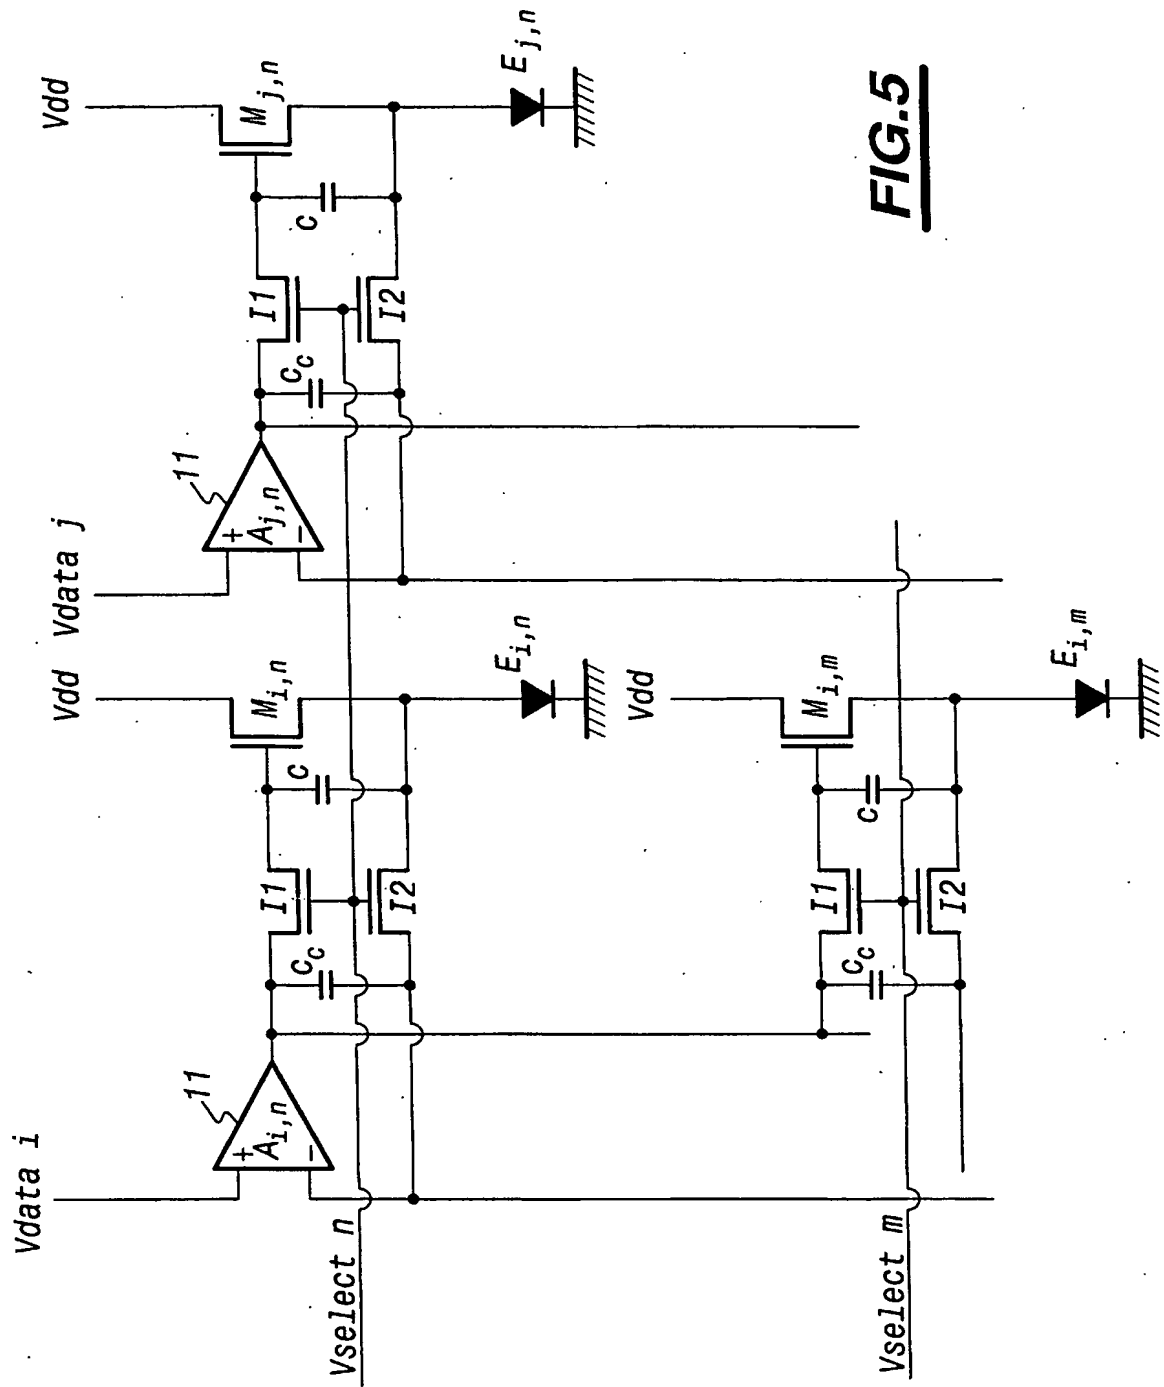 Vdata i
Vdd
Vdata j
Vdd
11
+
A_{i,n}
−
C_c
I1
I2
C
M_{i,n}
E_{i,n}
11
+
A_{j,n}
−
C_c
I1
I2
C
M_{j,n}
E_{j,n}
Vselect n
Vdd
C_c
I1
I2
C
M_{i,m}
E_{i,m}
Vselect m
FIG.5